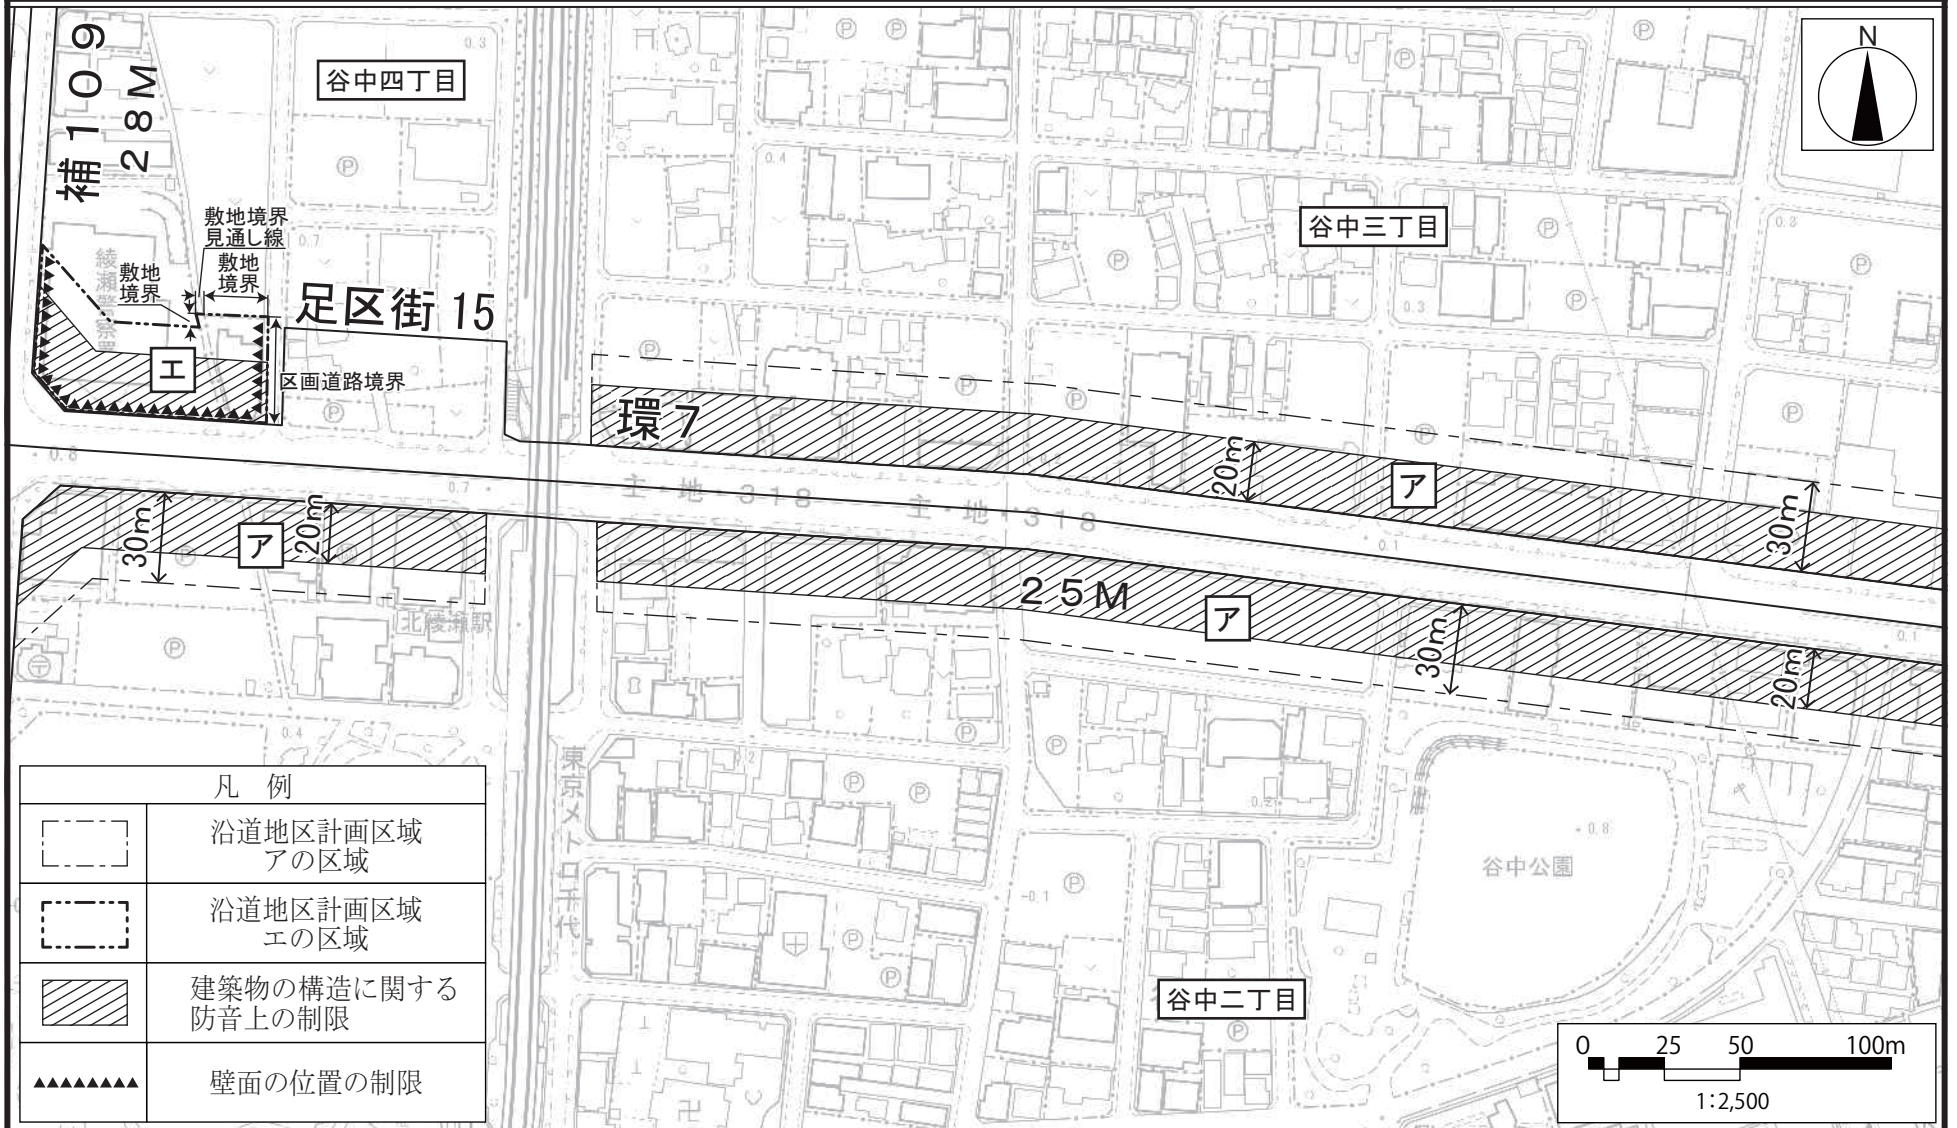 補109
28M
谷中四丁目
N
谷中三丁目
敷地境界
見通し線
敷地
境界
敷地
境界
綾瀬警察署
足区街 15
エ
区画道路境界
環7
20m
ア
30m
主・地・318
主・地・318
30m
ア
20m
25M
ア
30m
20m
北綾瀬駅
東京メトロ千代
谷中公園
谷中二丁目
凡 例
沿道地区計画区域
アの区域
沿道地区計画区域
エの区域
建築物の構造に関する
防音上の制限
壁面の位置の制限
0 25 50 100m
1:2,500